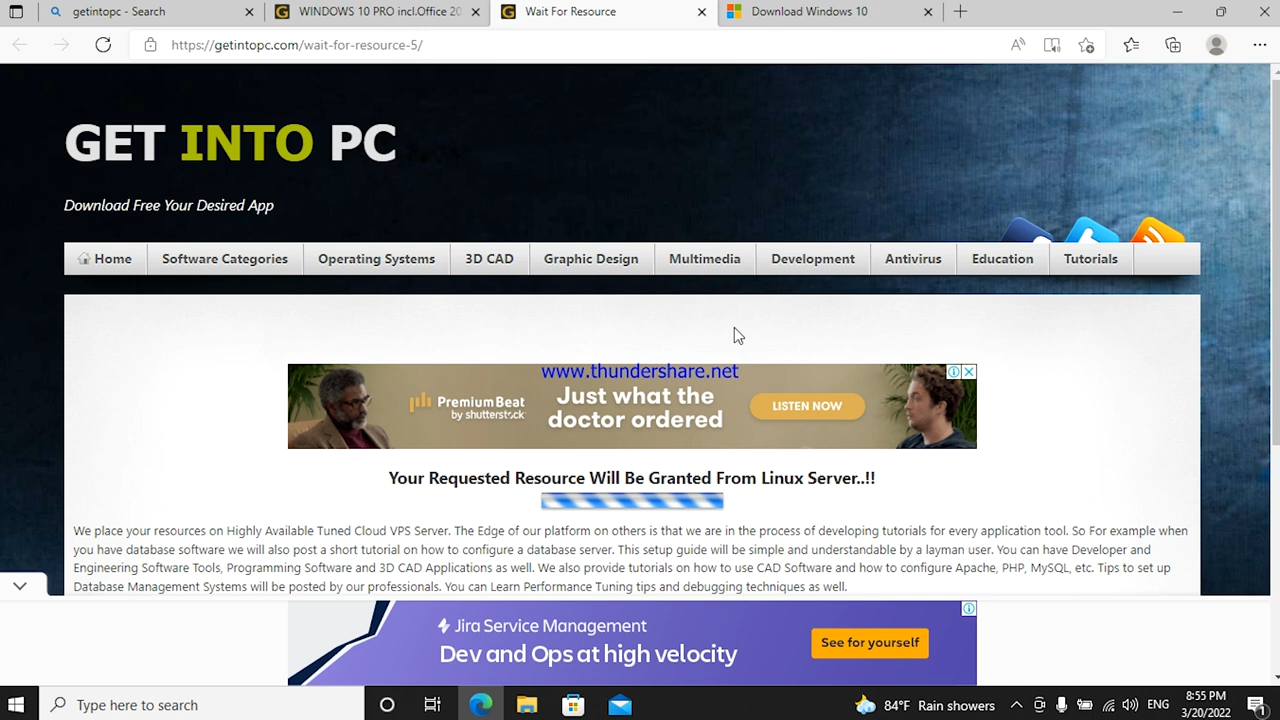 getintopc - Search
WINDOWS 10 PRO incl.Office 20
Wait For Resource
Download Windows 10
https://getintopc.com/wait-for-resource-5/
GET INTO PC
Download Free Your Desired App
Home
Software Categories
Operating Systems
3D CAD
Graphic Design
Multimedia
Development
Antivirus
Education
Tutorials
www.thundershare.net
PremiumBeat
by shutterstock
Just what the
doctor ordered
LISTEN NOW
Your Requested Resource Will Be Granted From Linux Server..!!
We place your resources on Highly Available Tuned Cloud VPS Server. The Edge of our platform on others is that we are in the process of developing tutorials for every application tool. So For example when
you have database software we will also post a short tutorial on how to configure a database server. This setup guide will be simple and understandable by a layman user. You can have Developer and
Engineering Software Tools, Programming Software and 3D CAD Applications as well. We also provide tutorials on how to use CAD Software and how to configure Apache, PHP, MySQL, etc. Tips to set up
Database Management Systems will be posted by our professionals. You can Learn Performance Tuning tips and debugging techniques as well.
Jira Service Management
Dev and Ops at high velocity
See for yourself
Type here to search
84°F Rain showers
ENG
8:55 PM
3/20/2022
1